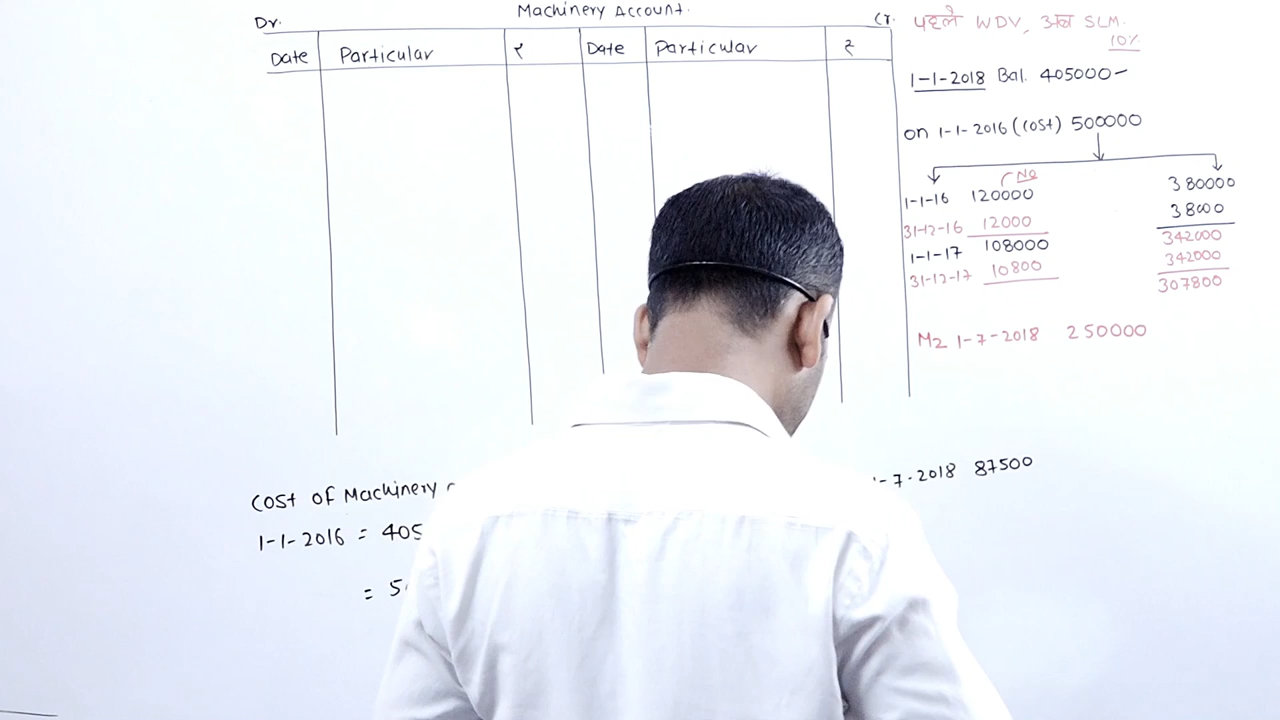 Machinery Account.
Dr. Cr.
Date Particular ₹ Date Particular ₹
पहले WDV, अब SLM.
10%
1-1-2018 Bal. 405000-
on 1-1-2016 (cost) 500000
1-1-16 120000 No 380000
31-12-16 12000 38000
1-1-17 108000 342000
31-12-17 10800 342000
307800
M2 1-7-2018 250000
Cost of Machinery
1-1-2016 = 405
= 5
-7-2018 87500